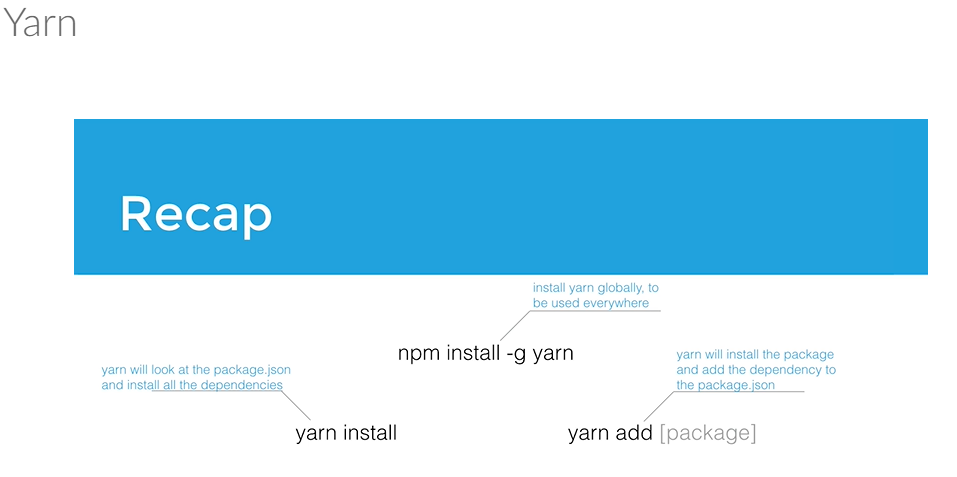 Yarn
Recap
install yarn globally, to
be used everywhere
npm install -g yarn
yarn will look at the package.json
and install all the dependencies
yarn install
yarn will install the package
and add the dependency to
the package.json
yarn add [package]